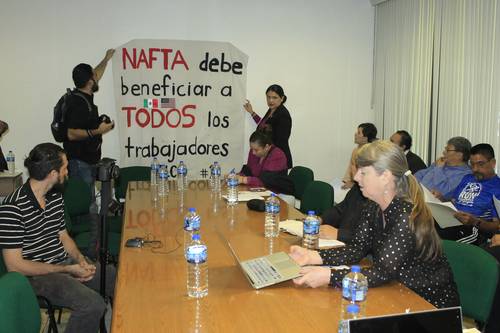 NAFTA debe
beneficiar a
TODOS los
trabajadores